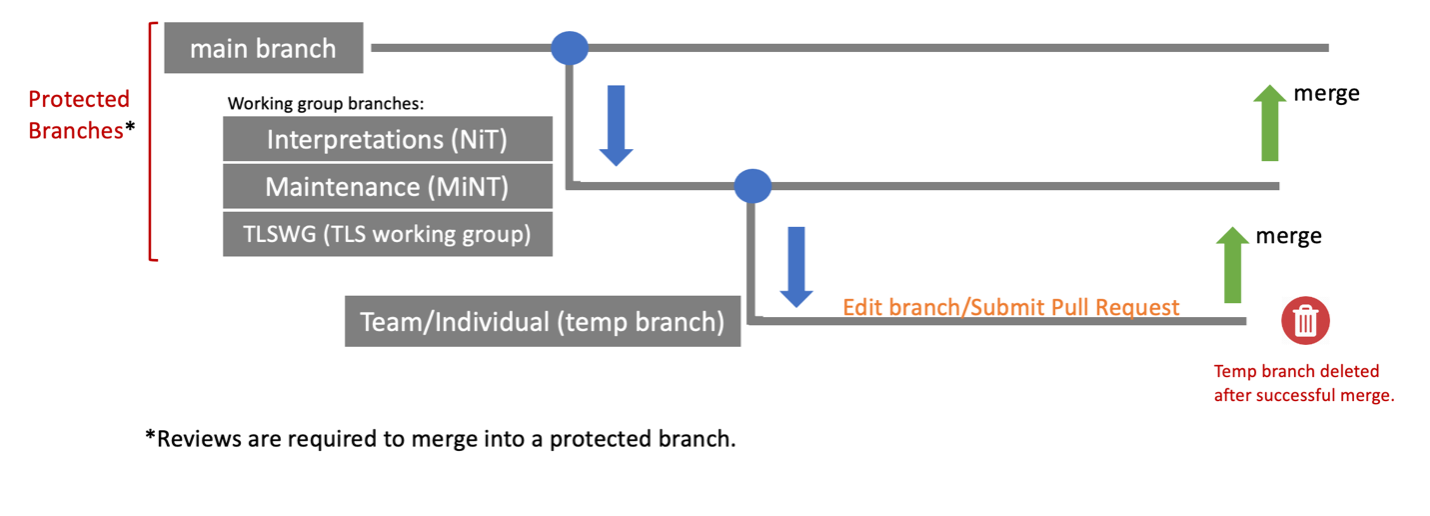 main branch
Protected
Branches*
merge
Working group branches:
Interpretations (NiT)
Maintenance (MiNT)
TLSWG (TLS working group)
merge
Edit branch/Submit Pull Request
Team/Individual (temp branch)
Temp branch deleted
after successful merge.
*Reviews are required to merge into a protected branch.